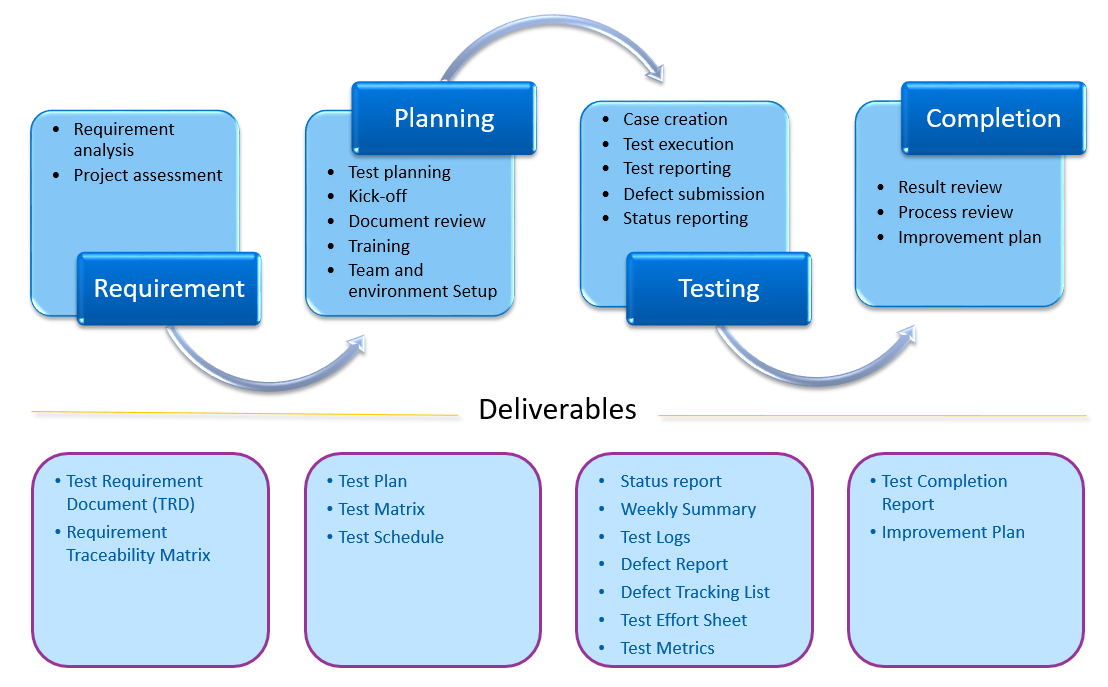 • Requirement
analysis
• Project assessment
Requirement
Planning
• Test planning
• Kick-off
• Document review
• Training
• Team and
environment Setup
• Case creation
• Test execution
• Test reporting
• Defect submission
• Status reporting
Testing
Completion
• Result review
• Process review
• Improvement plan
Deliverables
• Test Requirement
Document (TRD)
• Requirement
Traceability Matrix
• Test Plan
• Test Matrix
• Test Schedule
• Status report
• Weekly Summary
• Test Logs
• Defect Report
• Defect Tracking List
• Test Effort Sheet
• Test Metrics
• Test Completion
Report
• Improvement Plan